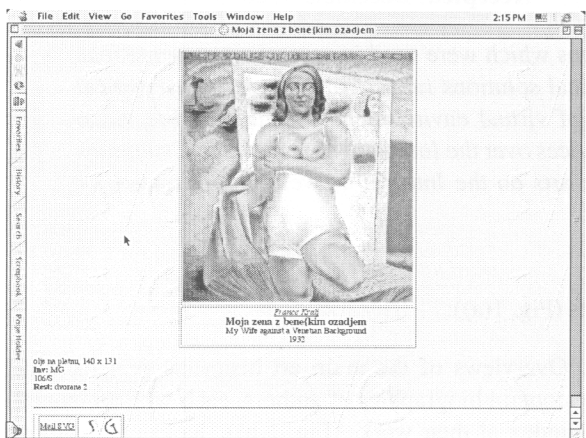 File Edit View Go Favorites Tools Window Help 2:15 PM
Moja zena z bene{kim ozadjem
Favorites
History
Search
Scrapbook
Page Holder
France Kralj
Moja zena z bene{kim ozadjem
My Wife against a Venetian Background
1932
olje na platnu, 140 x 131
Inv: MG
106/S
Rest: dvorana 2
Mail SVG